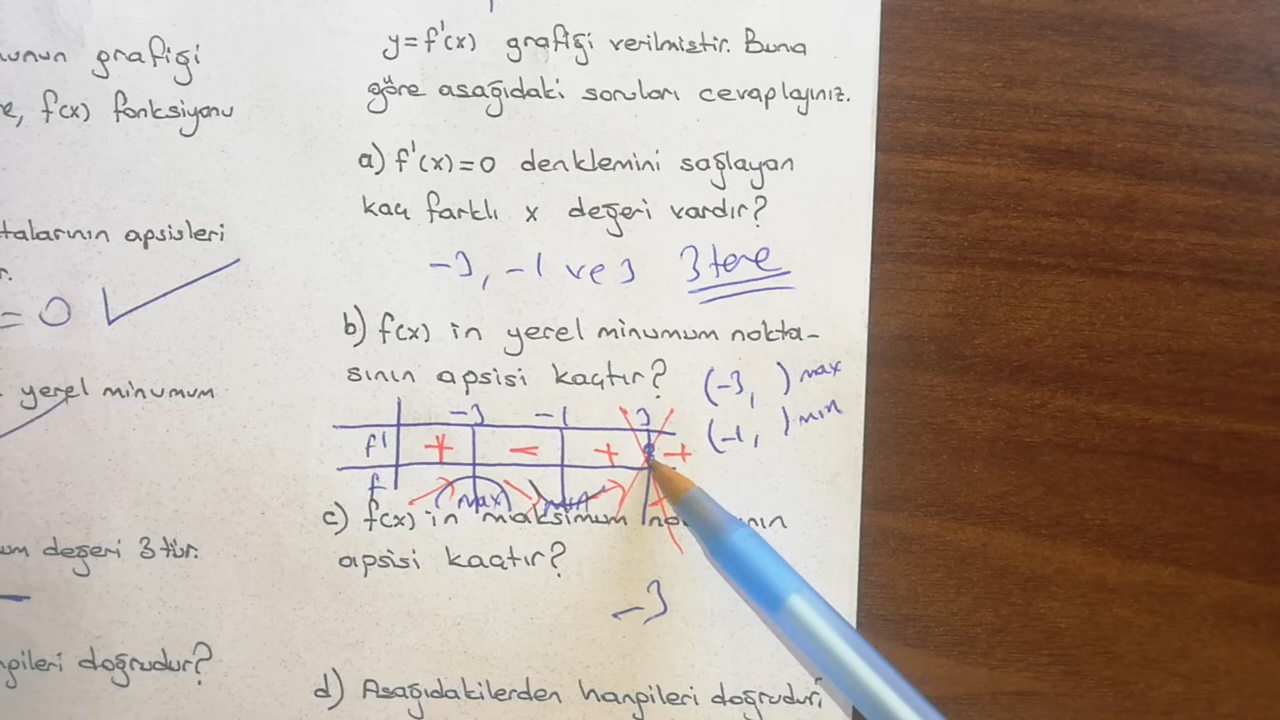 unun grafiği
e, f(x) fonksiyonu
talarının apsisleri
r.
= 0
yerel minumum
um değeri 3 tür.
npileri doğrudur?
y=f'(x) grafiği verilmiştir. Buna
göre aşağıdaki soruları cevaplayınız.
a) f'(x)=0 denklemini sağlayan
kaç farklı x değeri vardır?
-3, -1 ve 3 3 tane
b) f(x) in yerel minumum nokta-
sının apsisi kaçtır?
(-3, ) max
(-1, ) min
-3 -1 3
f' + - + +
f max min
c) f(x) in maksimum nın
apsisi kaçtır?
-3
d) Aşağıdakilerden hangileri doğrudur